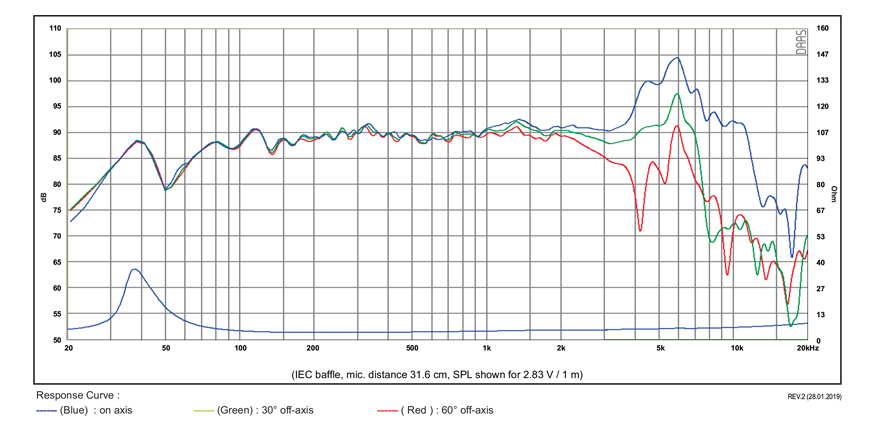 110 160
105 147
DAAS
100 133
95 120
90 107
85 93
80 80
dB Ohm
75 67
70 53
65 40
60 27
55 13
50 0
20 50 100 200 500 1k 2k 5k 10k 20kHz
(IEC baffle, mic. distance 31.6 cm, SPL shown for 2.83 V / 1 m)
Response Curve :
REV.2 (28.01.2019)
(Blue) : on axis (Green) : 30° off-axis ( Red ) : 60° off-axis